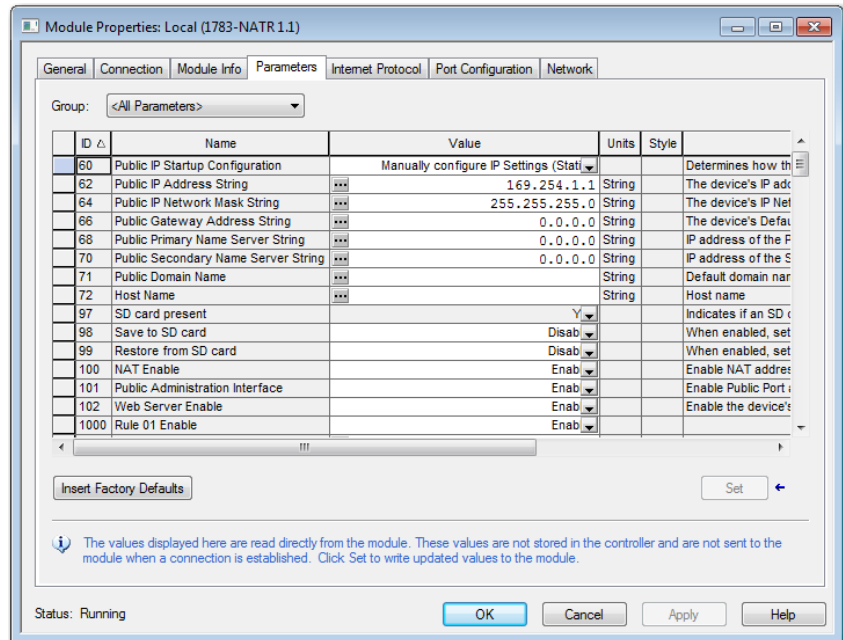 Module Properties: Local (1783-NATR 1.1)
General Connection Module Info Parameters Internet Protocol Port Configuration Network
Group: <All Parameters>
ID Name Value Units Style
60 Public IP Startup Configuration Manually configure IP Settings (Stati Determines how th
62 Public IP Address String ... 169.254.1.1 String The device's IP add
64 Public IP Network Mask String ... 255.255.255.0 String The device's IP Net
66 Public Gateway Address String ... 0.0.0.0 String The device's Defau
68 Public Primary Name Server String ... 0.0.0.0 String IP address of the P
70 Public Secondary Name Server String ... 0.0.0.0 String IP address of the S
71 Public Domain Name ... String Default domain nar
72 Host Name ... String Host name
97 SD card present Y Indicates if an SD c
98 Save to SD card Disab When enabled, set
99 Restore from SD card Disab When enabled, set
100 NAT Enable Enab Enable NAT addres
101 Public Administration Interface Enab Enable Public Port a
102 Web Server Enable Enab Enable the device's
1000 Rule 01 Enable Enab
Insert Factory Defaults Set
The values displayed here are read directly from the module. These values are not stored in the controller and are not sent to the
module when a connection is established. Click Set to write updated values to the module.
Status: Running OK Cancel Apply Help